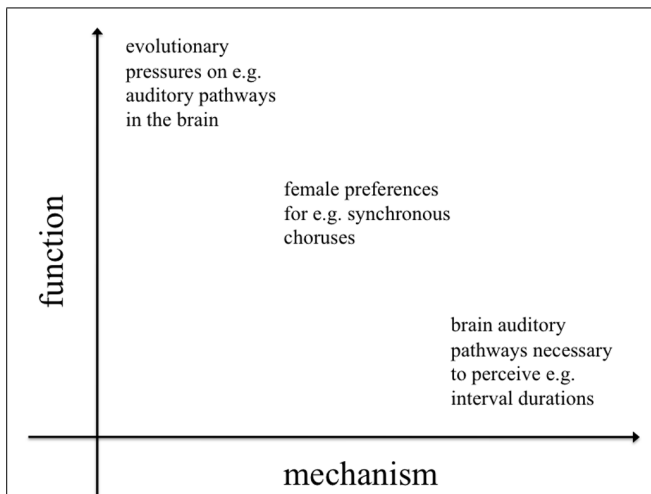 evolutionary
pressures on e.g.
auditory pathways
in the brain
female preferences
for e.g. synchronous
choruses
function
brain auditory
pathways necessary
to perceive e.g.
interval durations
mechanism